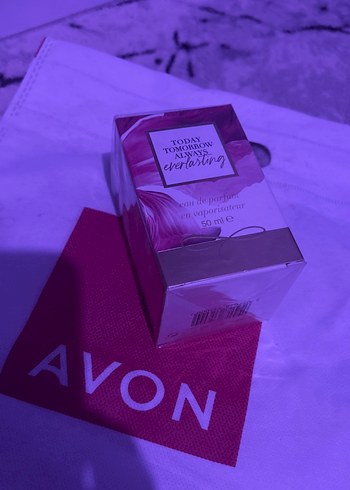 TODAY
TOMORROW
ALWAYS
everlasting
eau de parfum
en vaporisateur
50 ml e
AVON